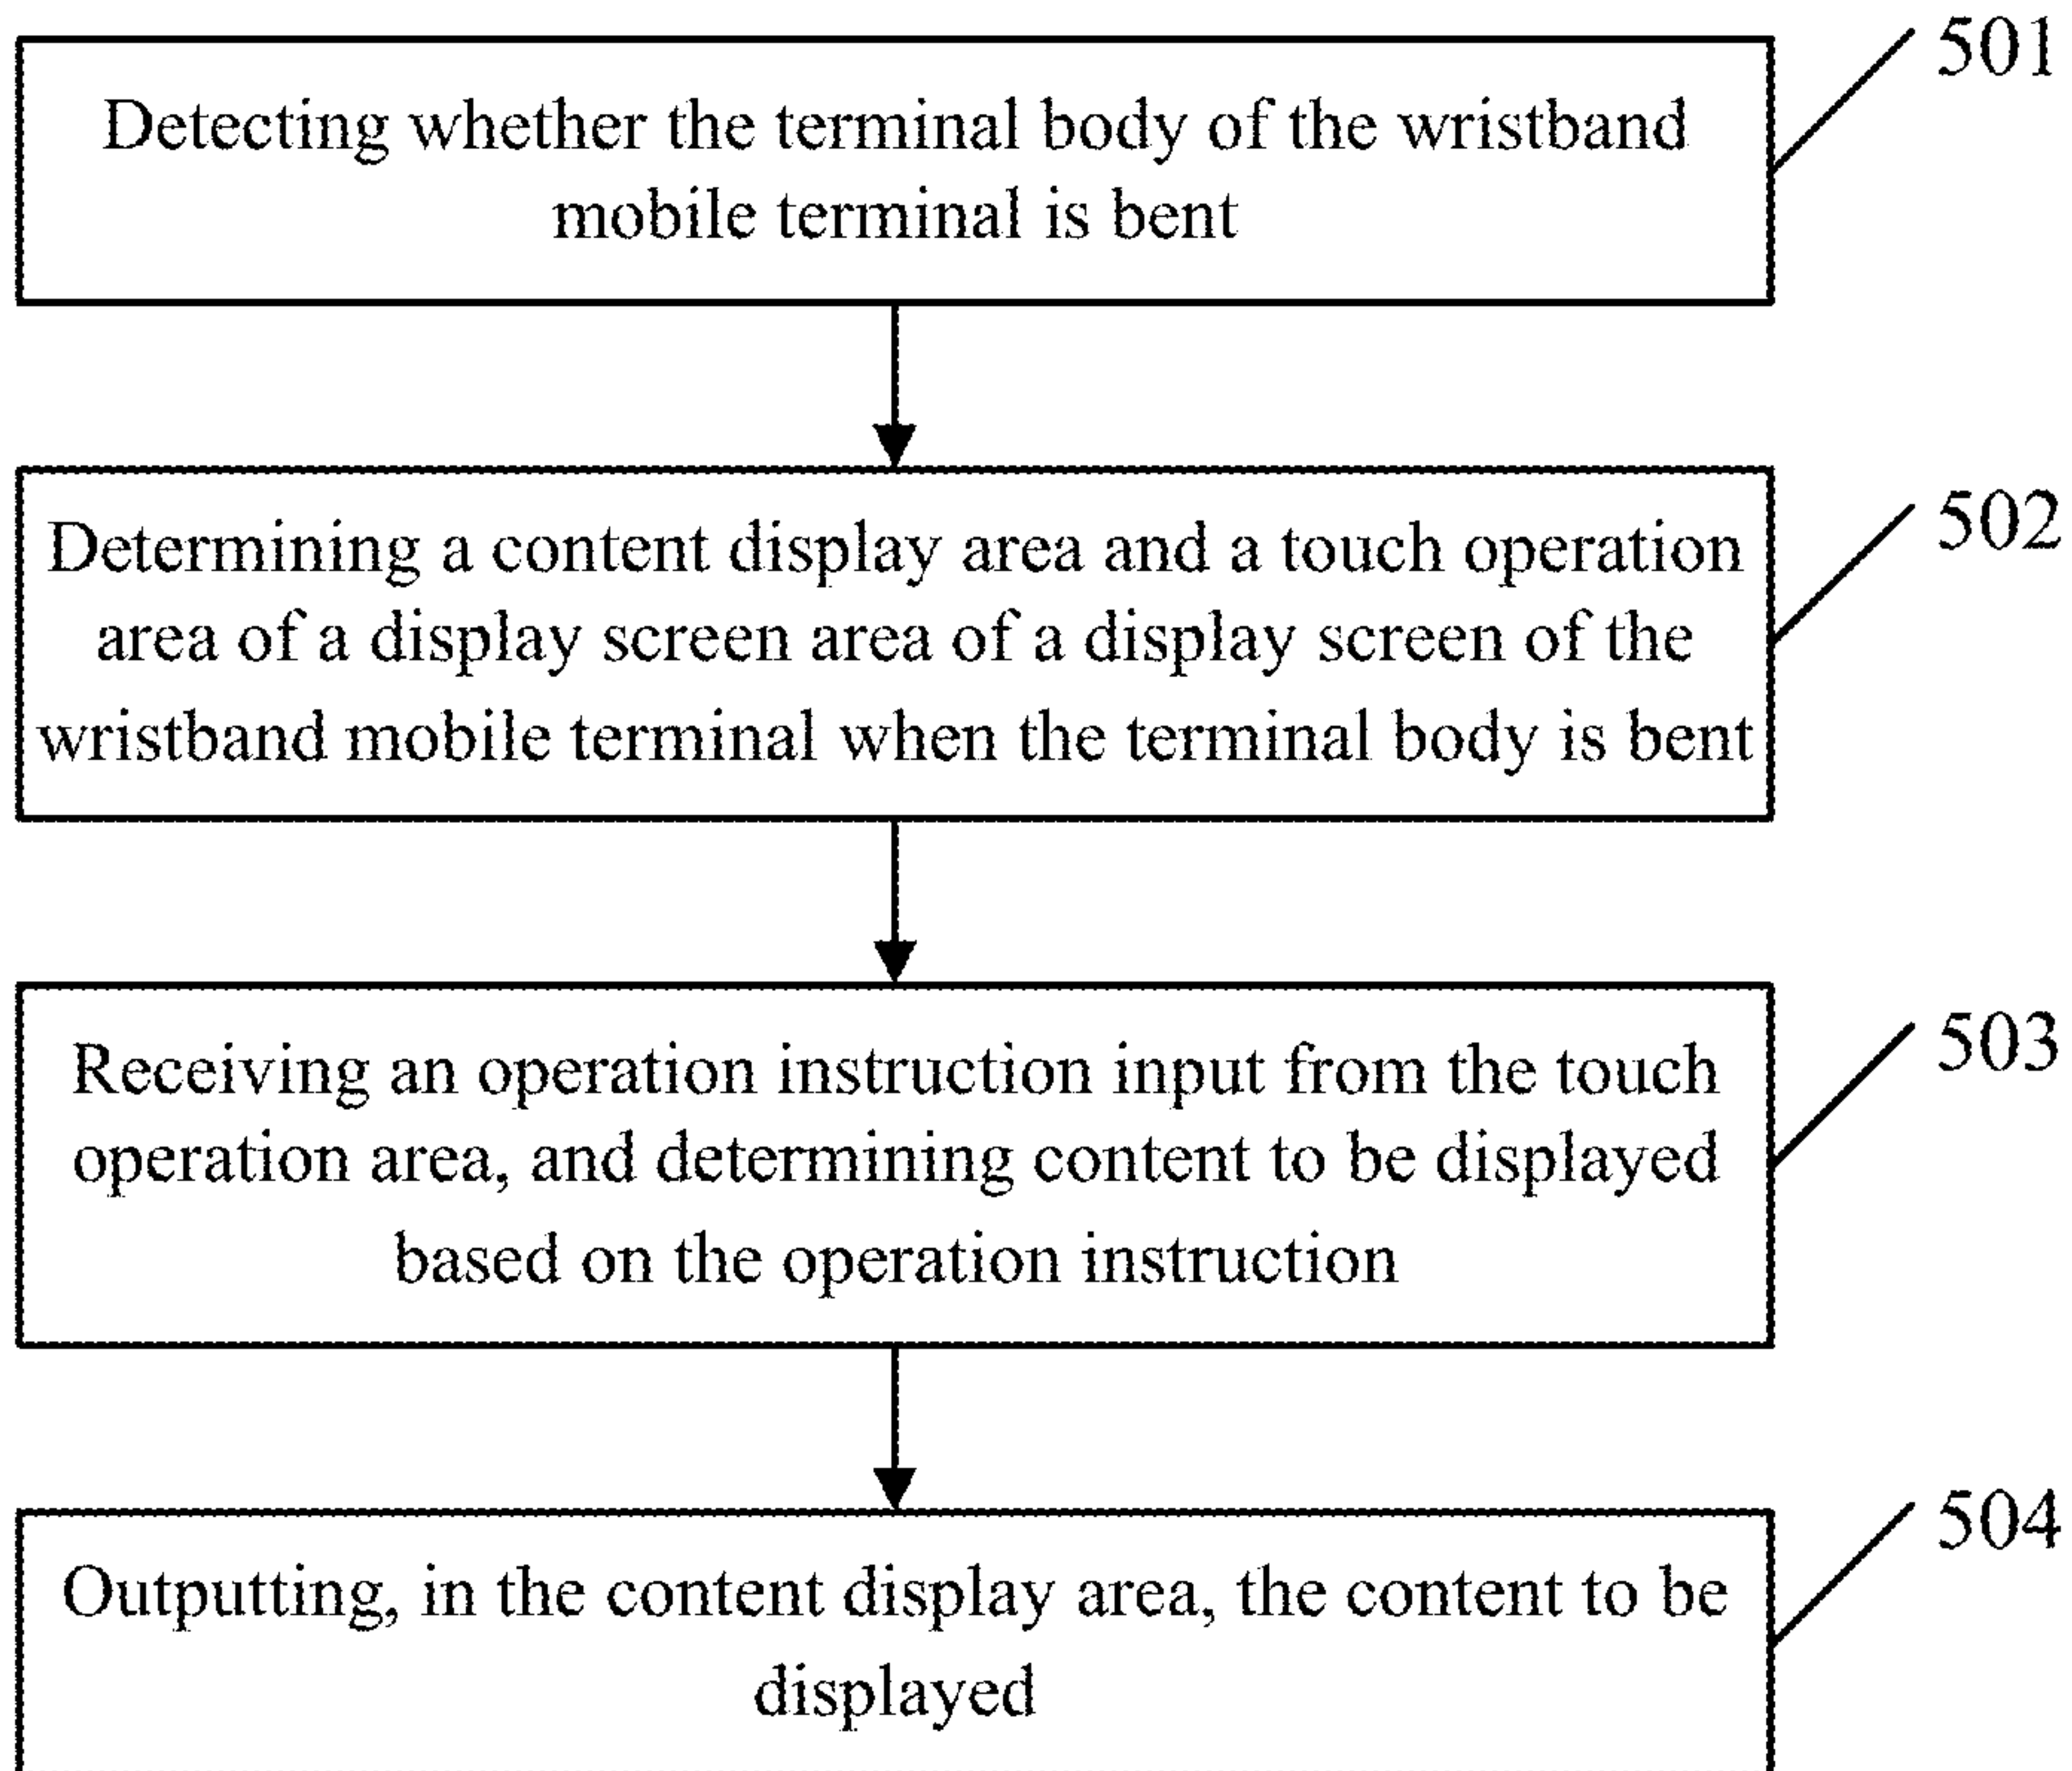 501
Detecting whether the terminal body of the wristband
mobile terminal is bent
502
Determining a content display area and a touch operation
area of a display screen area of a display screen of the
wristband mobile terminal when the terminal body is bent
503
Receiving an operation instruction input from the touch
operation area, and determining content to be displayed
based on the operation instruction
504
Outputting, in the content display area, the content to be
displayed